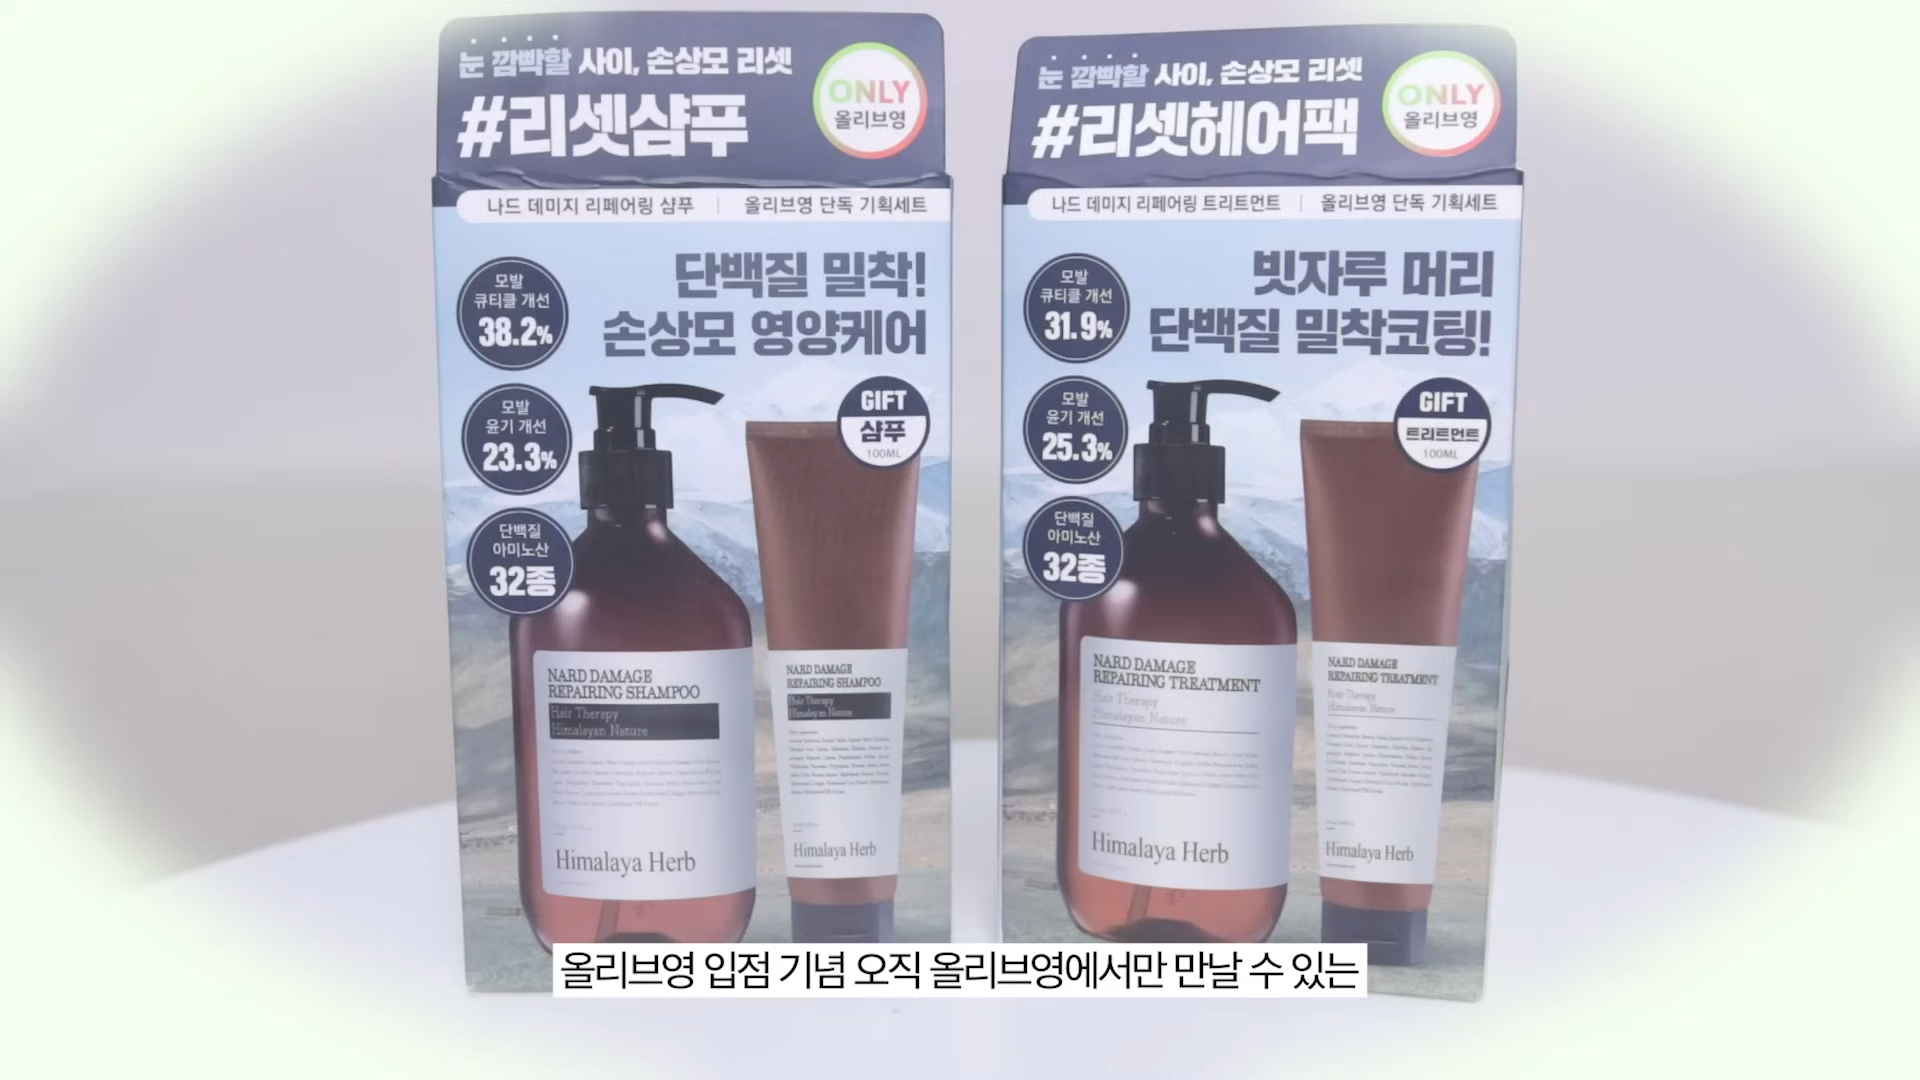 눈 깜빡할 사이, 손상모 리셋
#리셋샴푸
ONLY
올리브영
나드 데미지 리페어링 샴푸 | 올리브영 단독 기획세트
단백질 밀착!
손상모 영양케어
모발
큐티클 개선
38.2%
모발
윤기 개선
23.3%
단백질
아미노산
32종
GIFT
샴푸
100ML
NARD DAMAGE
REPAIRING SHAMPOO
Hair Therapy
Himalayan Nature
Himalaya Herb
NARD DAMAGE
REPAIRING SHAMPOO
Hair Therapy
Himalayan Nature
Himalaya Herb
눈 깜빡할 사이, 손상모 리셋
#리셋헤어팩
ONLY
올리브영
나드 데미지 리페어링 트리트먼트 | 올리브영 단독 기획세트
빗자루 머리
단백질 밀착코팅!
모발
큐티클 개선
31.9%
모발
윤기 개선
25.3%
단백질
아미노산
32종
GIFT
트리트먼트
100ML
NARD DAMAGE
REPAIRING TREATMENT
Hair Therapy
Himalayan Nature
Himalaya Herb
NARD DAMAGE
REPAIRING TREATMENT
Hair Therapy
Himalayan Nature
Himalaya Herb
올리브영 입점 기념 오직 올리브영에서만 만날 수 있는